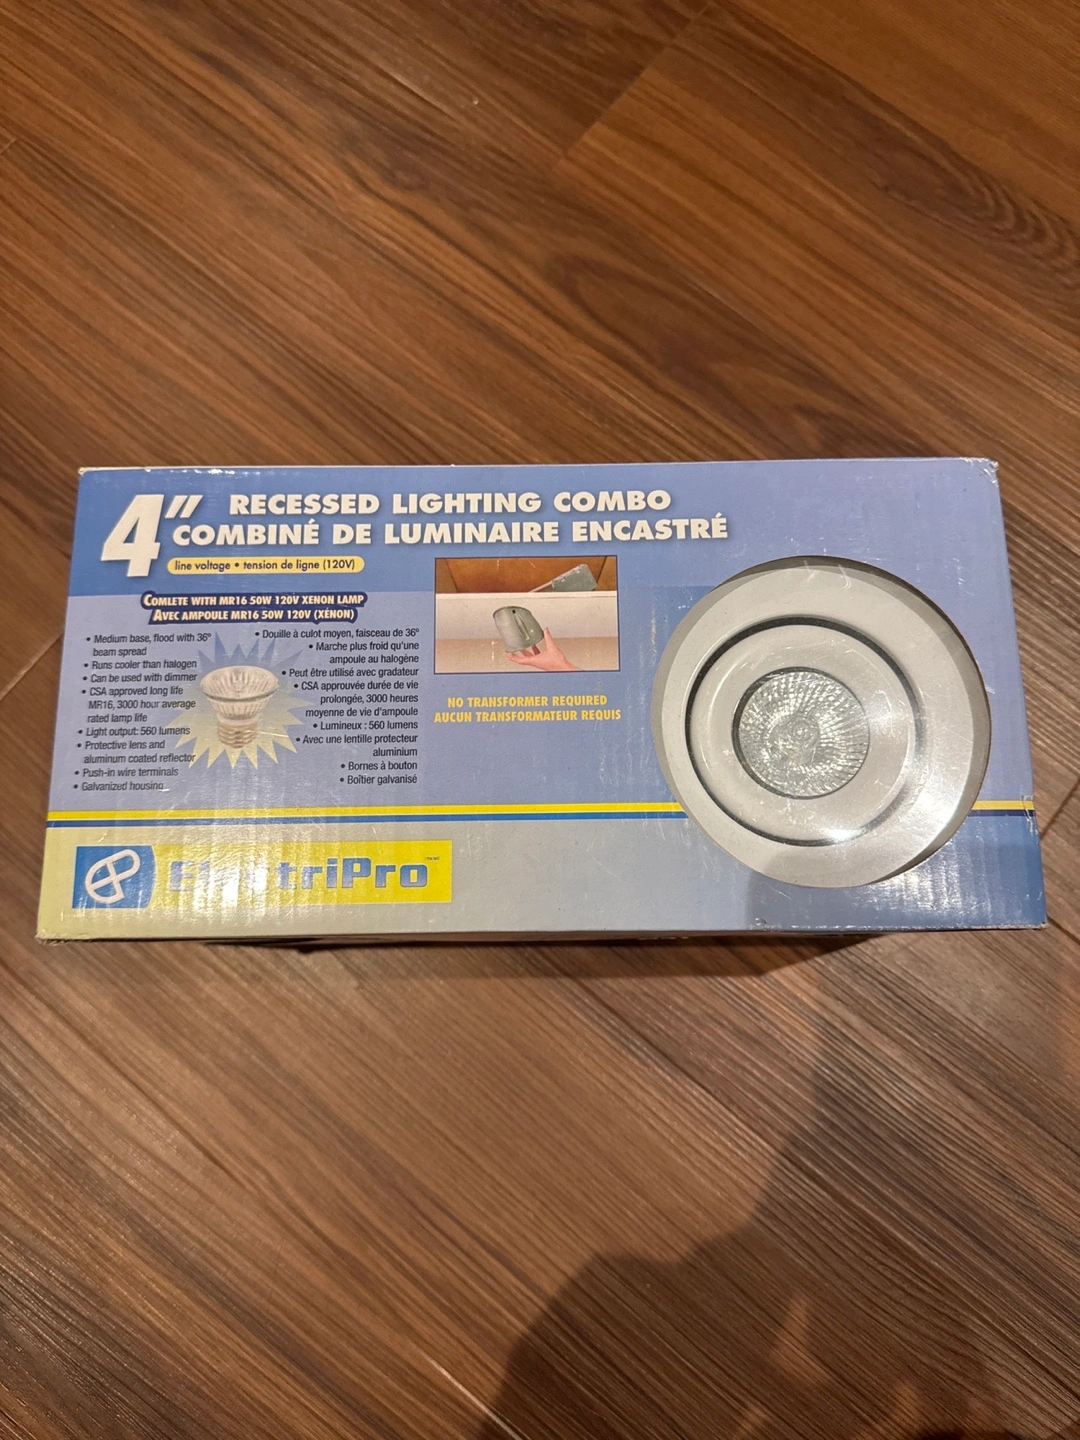 4" RECESSED LIGHTING COMBO
COMBINÉ DE LUMINAIRE ENCASTRÉ
line voltage • tension de ligne (120V)
COMLETE WITH MR16 50W 120V XENON LAMP
AVEC AMPOULE MR16 50W 120V (XÉNON)
• Medium base, flood with 36º
beam spread
• Runs cooler than halogen
• Can be used with dimmer
• CSA approved long life
MR16, 3000 hour average
rated lamp life
• Light output: 560 lumens
• Protective lens and
aluminum coated reflector
• Push-in wire terminals
• Galvanized housing
• Douille à culot moyen, faisceau de 36º
• Marche plus froid qu'une
ampoule au halogène
• Peut être utilisé avec gradateur
• CSA approuvée durée de vie
prolongée, 3000 heures
moyenne de vie d'ampoule
• Lumineux : 560 lumens
• Avec une lentille protecteur
aluminium
• Bornes à bouton
• Boîtier galvanisé
NO TRANSFORMER REQUIRED
AUCUN TRANSFORMATEUR REQUIS
ElectriPro